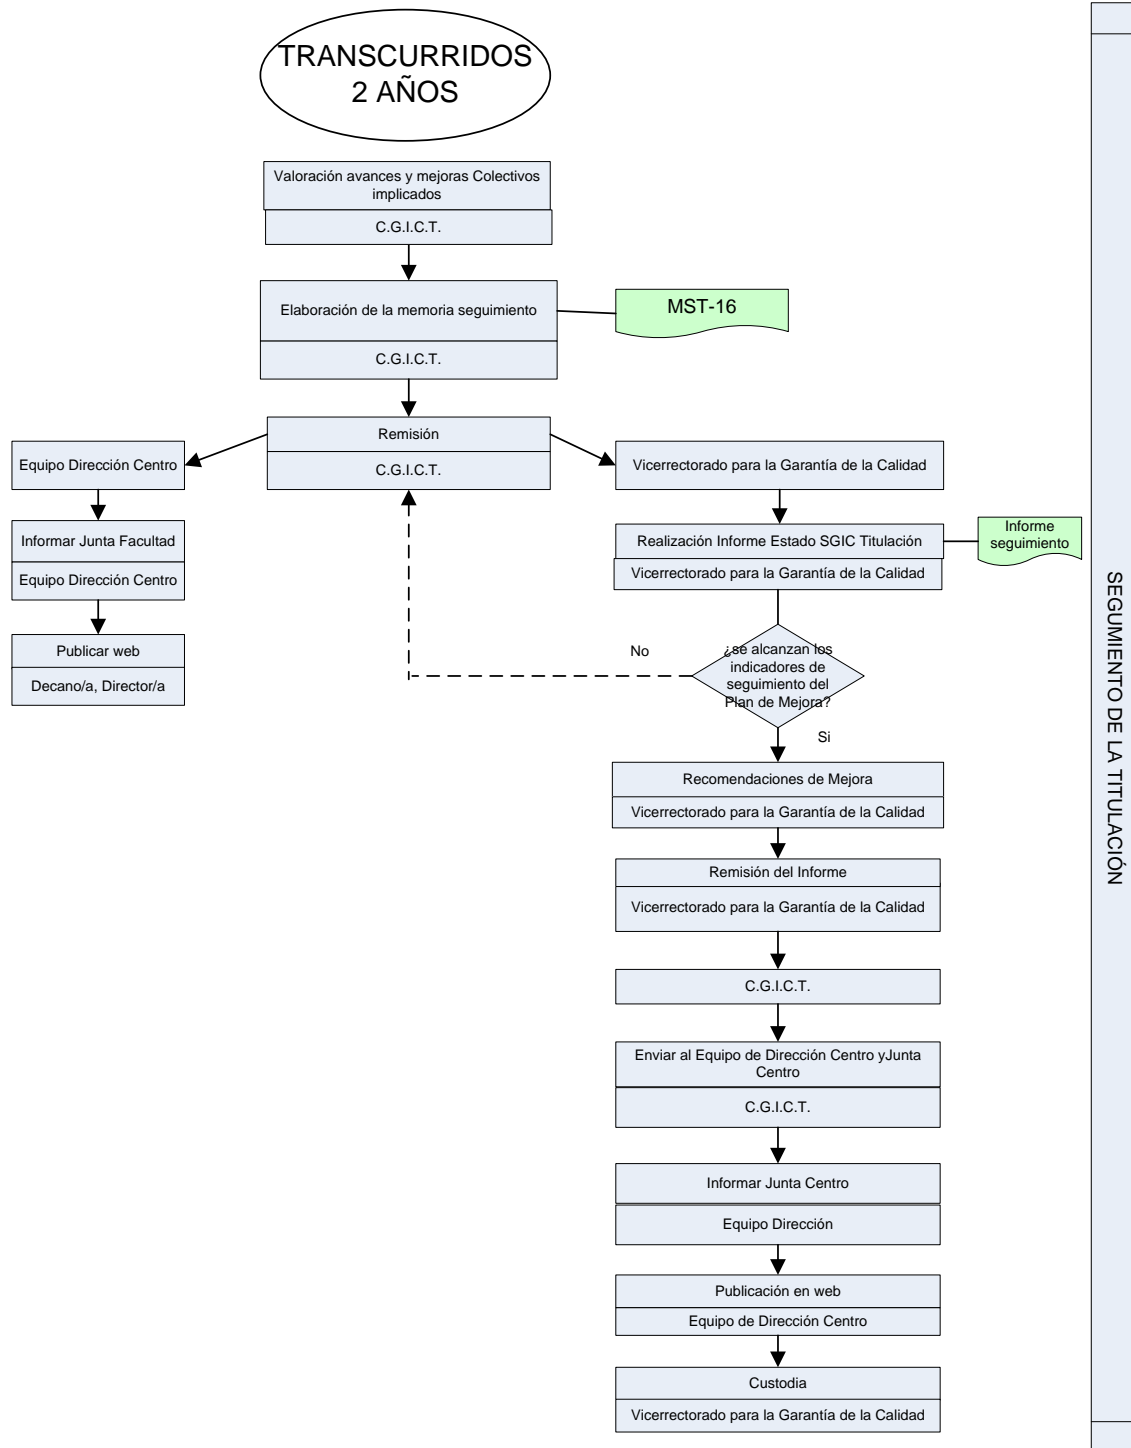 TRANSCURRIDOS
2 AÑOS
Valoración avances y mejoras Colectivos
implicados
C.G.I.C.T.
Elaboración de la memoria seguimiento
C.G.I.C.T.
MST-16
Remisión
C.G.I.C.T.
Equipo Dirección Centro
Informar Junta Facultad
Equipo Dirección Centro
Publicar web
Decano/a, Director/a
Vicerrectorado para la Garantía de la Calidad
Realización Informe Estado SGIC Titulación
Vicerrectorado para la Garantía de la Calidad
Informe
seguimiento
¿se alcanzan los
indicadores de
seguimiento del
Plan de Mejora?
No
Si
Recomendaciones de Mejora
Vicerrectorado para la Garantía de la Calidad
Remisión del Informe
Vicerrectorado para la Garantía de la Calidad
C.G.I.C.T.
Enviar al Equipo de Dirección Centro yJunta
Centro
C.G.I.C.T.
Informar Junta Centro
Equipo Dirección
Publicación en web
Equipo de Dirección Centro
Custodia
Vicerrectorado para la Garantía de la Calidad
SEGUMIENTO DE LA TITULACIÓN